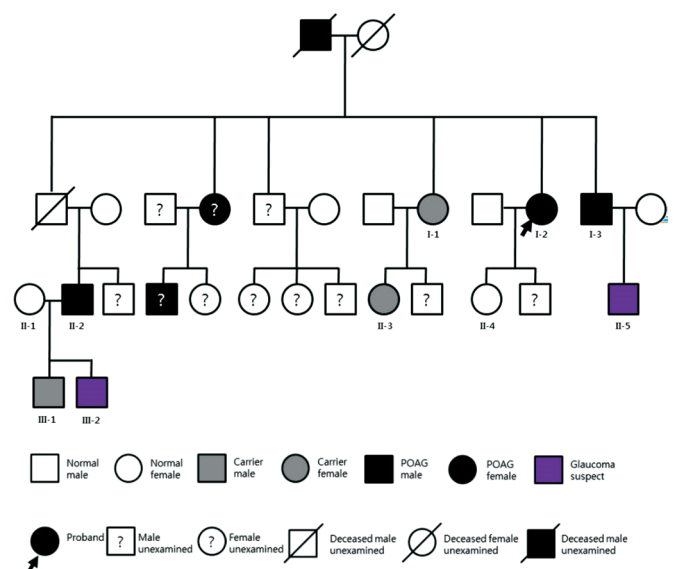 ? ? ?
I-1 I-2 I-3
? ? ? ? ? ? ? ?
II-1 II-2 II-3 II-4 II-5
III-1 III-2
Normal male Normal female Carrier male Carrier female POAG male POAG female Glaucoma suspect
Proband ? Male unexamined ? Female unexamined Deceased male unexamined Deceased female unexamined Deceased male unexamined